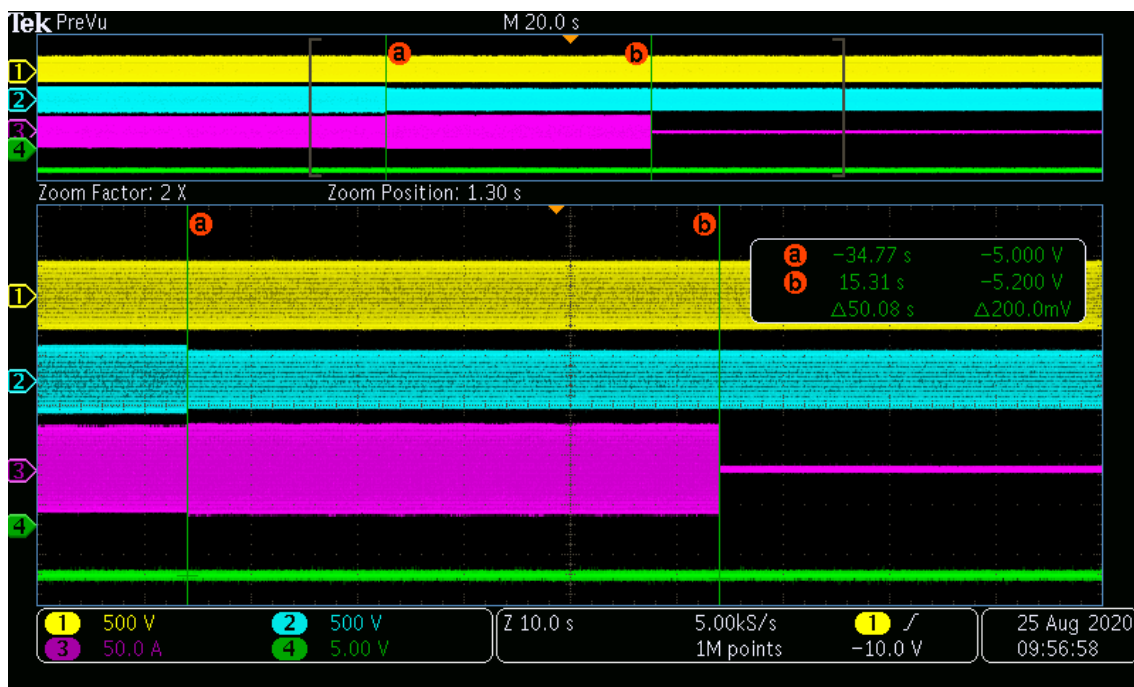 Tek PreVu M 20.0 s
a b
1
2
3
4
Zoom Factor: 2 X Zoom Position: 1.30 s
a b
a −34.77 s −5.000 V
b 15.31 s −5.200 V
Δ50.08 s Δ200.0mV
1
2
3
4
1 500 V 2 500 V Z 10.0 s 5.00kS/s 1 25 Aug 2020
3 50.0 A 4 5.00 V 1M points −10.0 V 09:56:58